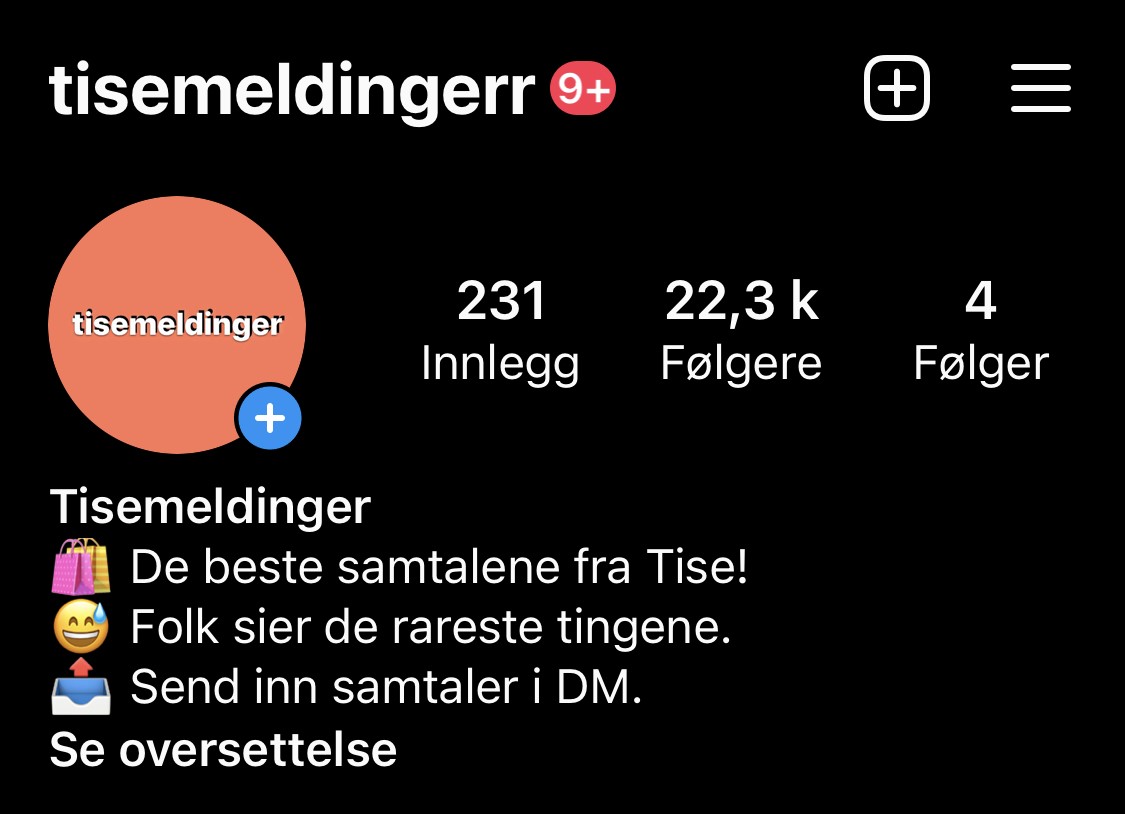 tisemeldingerr 9+
tisemeldinger
231 22,3 k 4
Innlegg Følgere Følger
Tisemeldinger
🛍️ De beste samtalene fra Tise!
😅 Folk sier de rareste tingene.
📤 Send inn samtaler i DM.
Se oversettelse